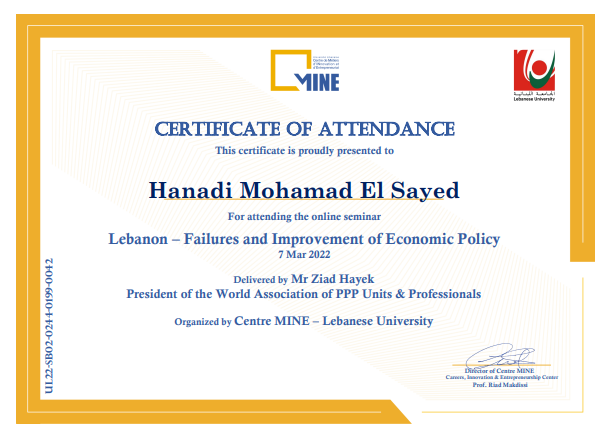 MINE
الجامعة اللبنانية
Lebanese University
CERTIFICATE OF ATTENDANCE
This certificate is proudly presented to
Hanadi Mohamad El Sayed
For attending the online seminar
Lebanon – Failures and Improvement of Economic Policy
7 Mar 2022
Delivered by Mr Ziad Hayek
President of the World Association of PPP Units & Professionals
Organized by Centre MINE – Lebanese University
UL22-SB02-0244-0199-0042
Director of Centre MINE
Careers, Innovation & Entrepreneurship Center
Prof. Riad Makdissi